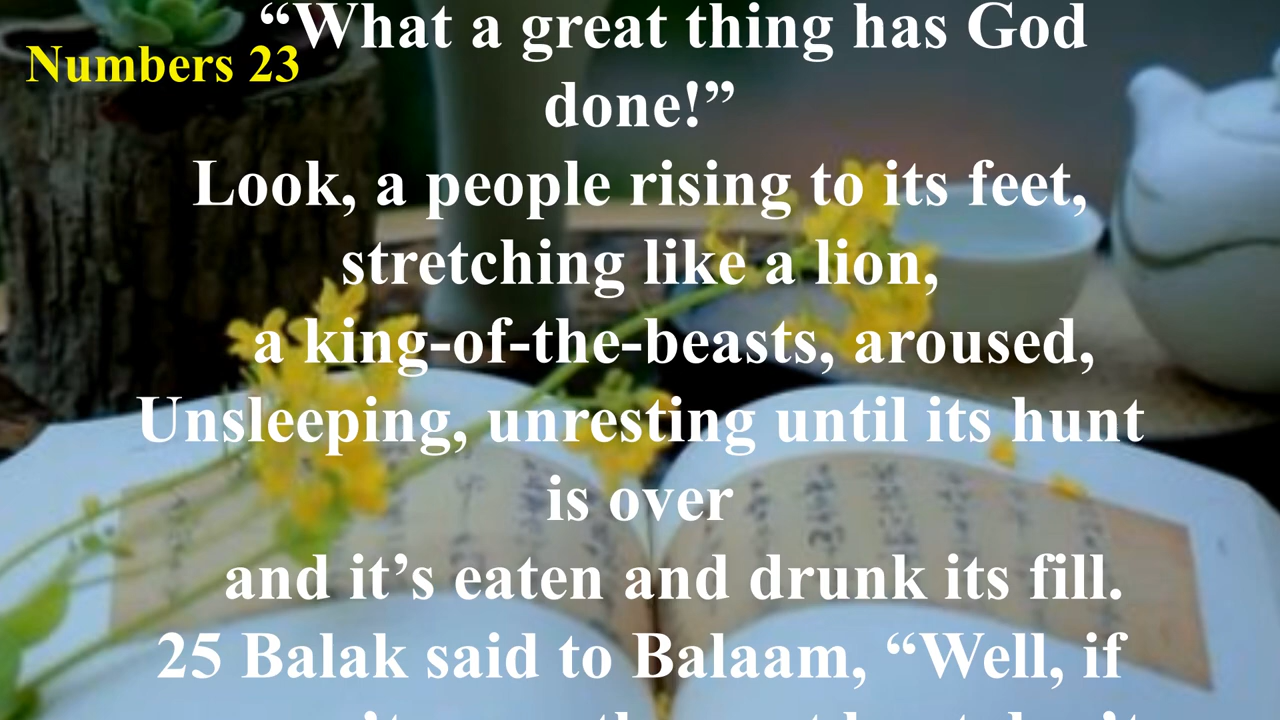 Numbers 23
“What a great thing has God
done!”
Look, a people rising to its feet,
stretching like a lion,
a king-of-the-beasts, aroused,
Unsleeping, unresting until its hunt
is over
and it’s eaten and drunk its fill.
25 Balak said to Balaam, “Well, if